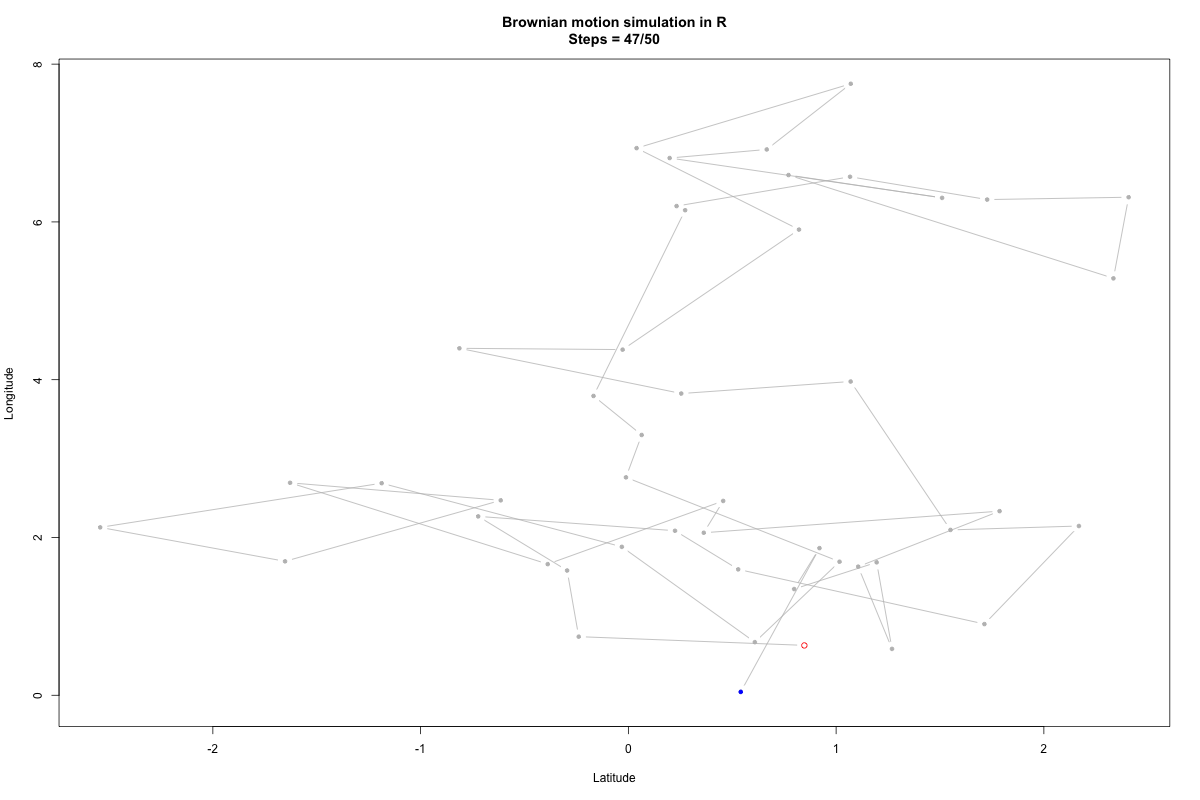 Brownian motion simulation in R
Steps = 47/50
Longitude
8
6
4
2
0
-2 -1 0 1 2
Latitude